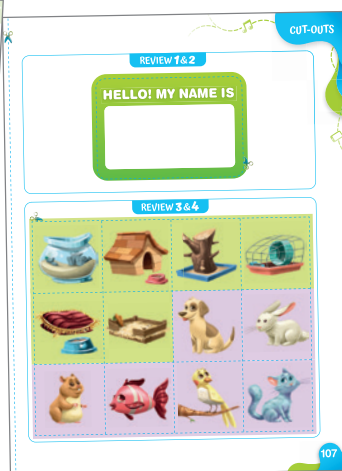 CUT-OUTS
REVIEW 1&2
HELLO! MY NAME IS
REVIEW 3&4
107